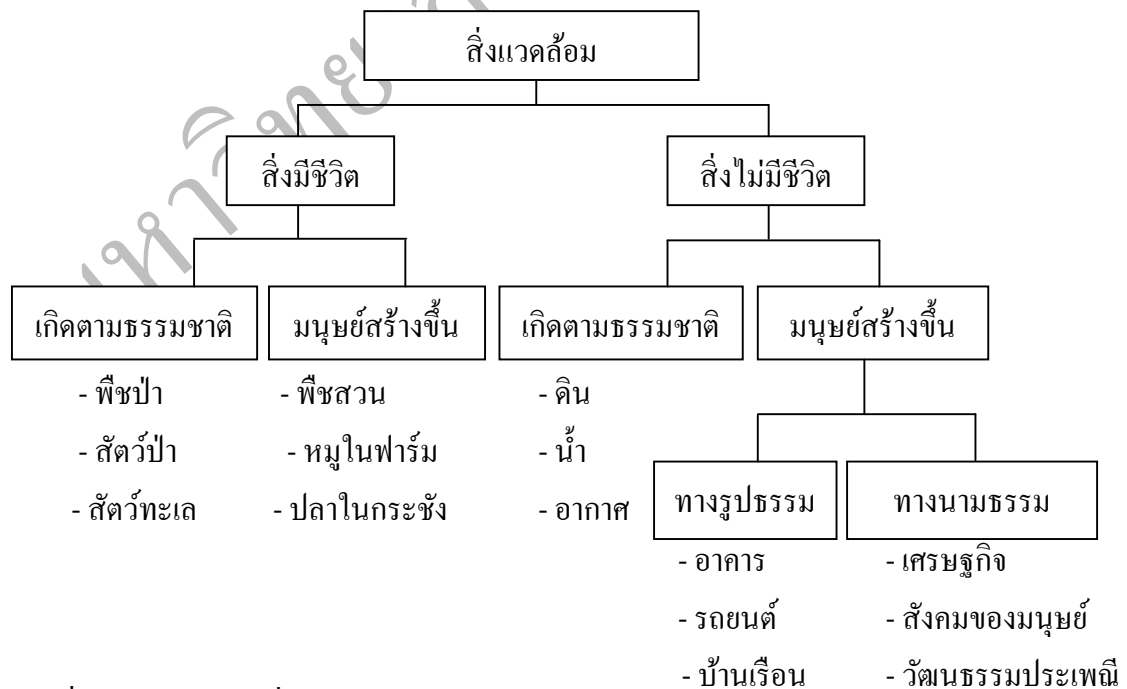 สิ่งแวดล้อม
สิ่งมีชีวิต
สิ่งไม่มีชีวิต
เกิดตามธรรมชาติ
มนุษย์สร้างขึ้น
เกิดตามธรรมชาติ
มนุษย์สร้างขึ้น
- พืชป่า
- สัตว์ป่า
- สัตว์ทะเล
- พืชสวน
- หมูในฟาร์ม
- ปลาในกระชัง
- ดิน
- น้ำ
- อากาศ
ทางรูปธรรม
ทางนามธรรม
- อาคาร
- รถยนต์
- บ้านเรือน
- เศรษฐกิจ
- สังคมของมนุษย์
- วัฒนธรรมประเพณี